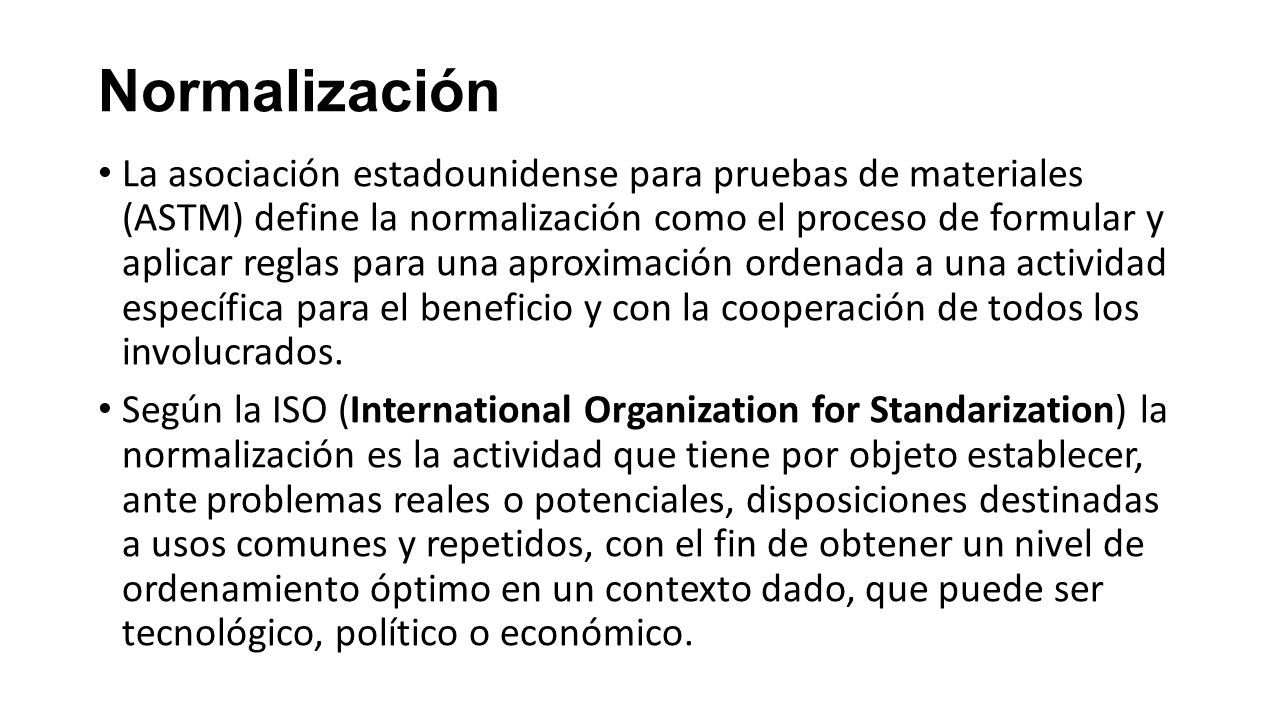 Normalización
• La asociación estadounidense para pruebas de materiales
(ASTM) define la normalización como el proceso de formular y
aplicar reglas para una aproximación ordenada a una actividad
específica para el beneficio y con la cooperación de todos los
involucrados.
• Según la ISO (International Organization for Standarization) la
normalización es la actividad que tiene por objeto establecer,
ante problemas reales o potenciales, disposiciones destinadas
a usos comunes y repetidos, con el fin de obtener un nivel de
ordenamiento óptimo en un contexto dado, que puede ser
tecnológico, político o económico.